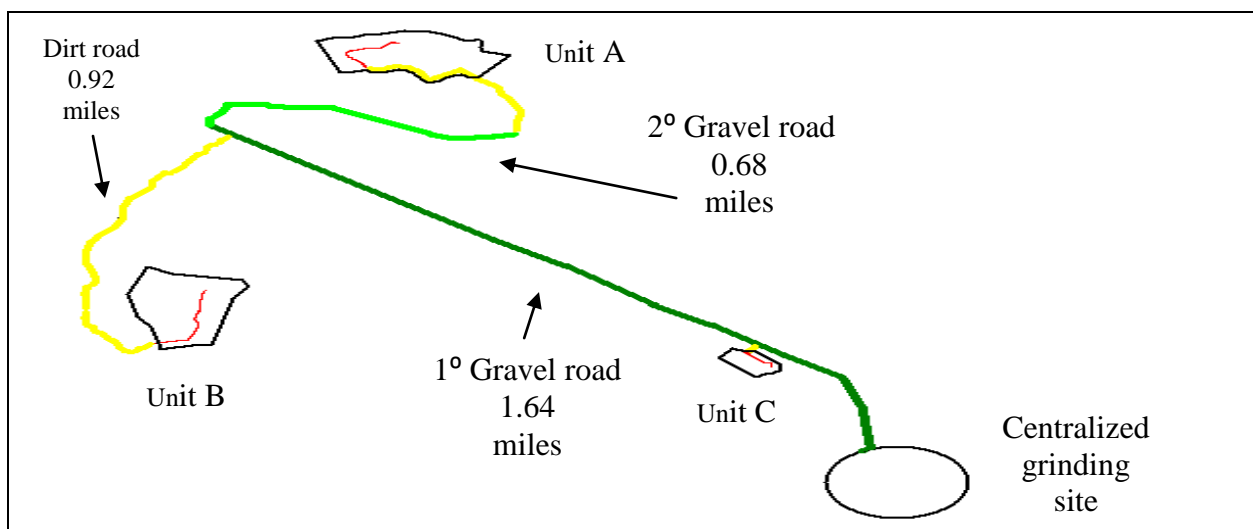 Dirt road
0.92
miles
Unit A
2º Gravel road
0.68
miles
1º Gravel road
1.64
miles
Unit B
Unit C
Centralized
grinding
site